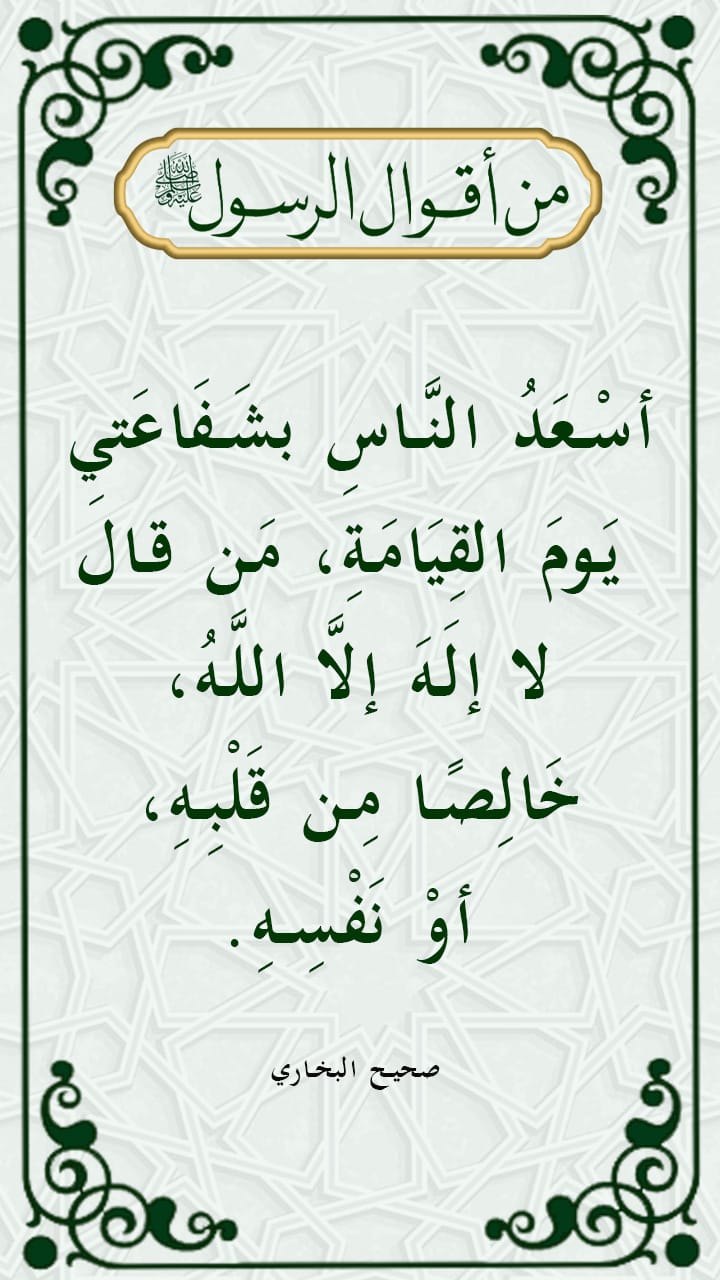 من أقوال الرسول ﷺ
أسْعَدُ النَّاسِ بشَفَاعَتيِ
يَومَ القِيَامَةِ، مَن قالَ
لا إلَهَ إلَّا اللَّهُ،
خَالِصًا مِن قَلْبِهِ،
أوْ نَفْسِهِ.
صحيح البخاري